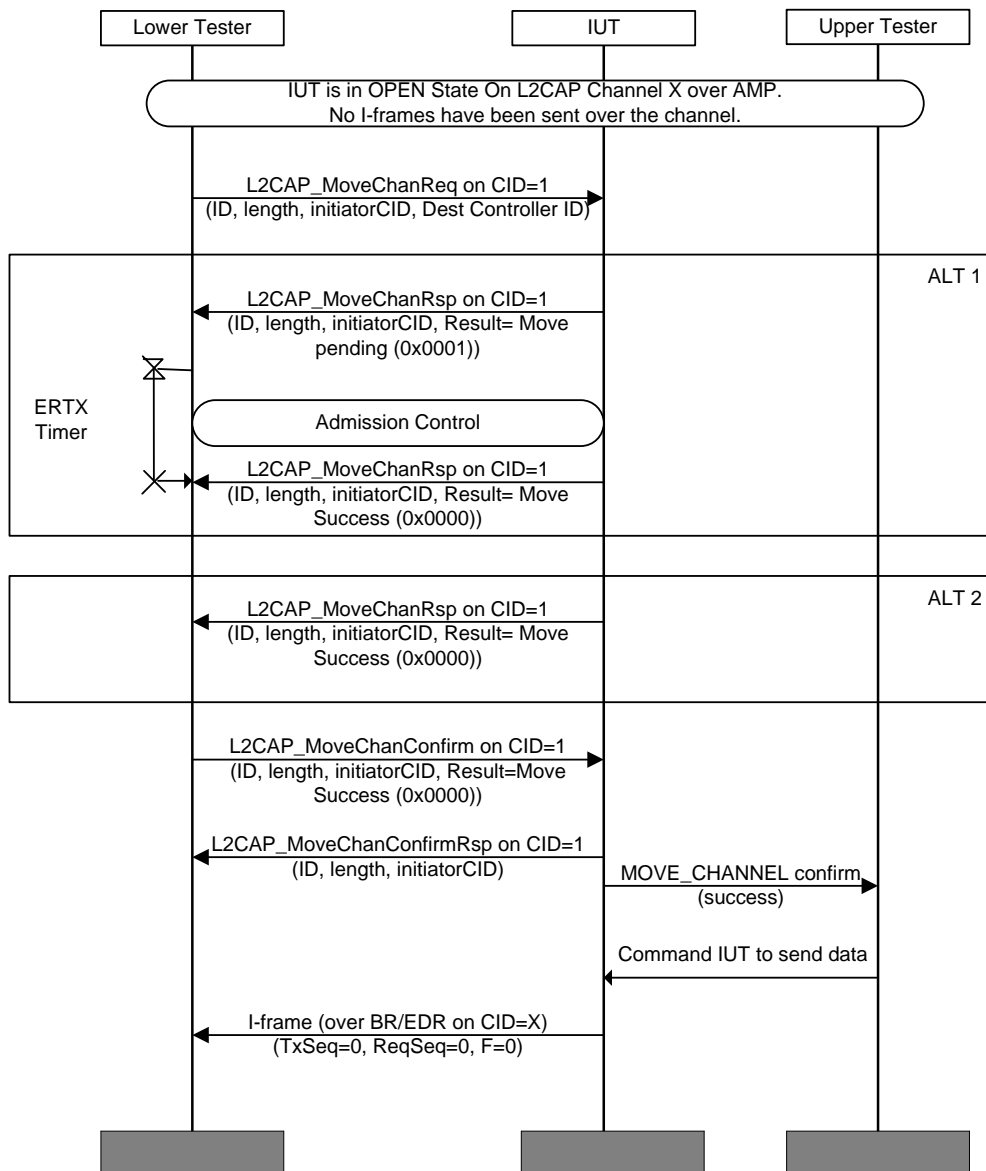 Lower Tester
IUT
Upper Tester
IUT is in OPEN State On L2CAP Channel X over AMP.
No I-frames have been sent over the channel.
L2CAP_MoveChanReq on CID=1
(ID, length, initiatorCID, Dest Controller ID)
ALT 1
L2CAP_MoveChanRsp on CID=1
(ID, length, initiatorCID, Result= Move
pending (0x0001))
ERTX
Timer
Admission Control
L2CAP_MoveChanRsp on CID=1
(ID, length, initiatorCID, Result= Move
Success (0x0000))
ALT 2
L2CAP_MoveChanRsp on CID=1
(ID, length, initiatorCID, Result= Move
Success (0x0000))
L2CAP_MoveChanConfirm on CID=1
(ID, length, initiatorCID, Result=Move
Success (0x0000))
L2CAP_MoveChanConfirmRsp on CID=1
(ID, length, initiatorCID)
MOVE_CHANNEL confirm
(success)
Command IUT to send data
I-frame (over BR/EDR on CID=X)
(TxSeq=0, ReqSeq=0, F=0)